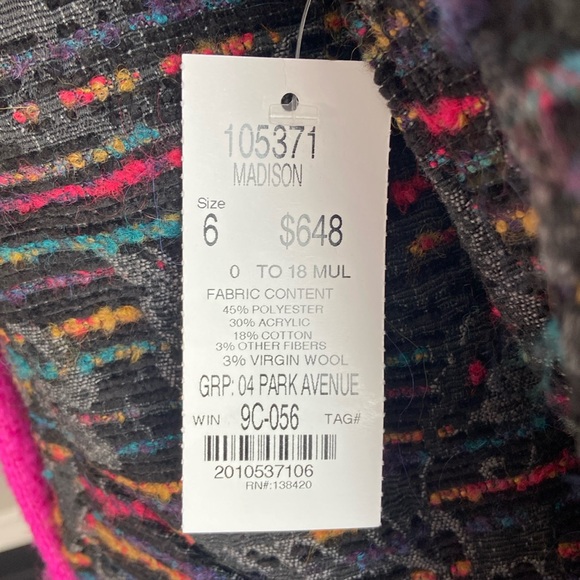 105371
MADISON
Size
6 $648
0 TO 18 MUL
FABRIC CONTENT
45% POLYESTER
30% ACRYLIC
18% COTTON
3% OTHER FIBERS
3% VIRGIN WOOL
GRP: 04 PARK AVENUE
WIN 9C-056 TAG#
2010537106
RN#:138420